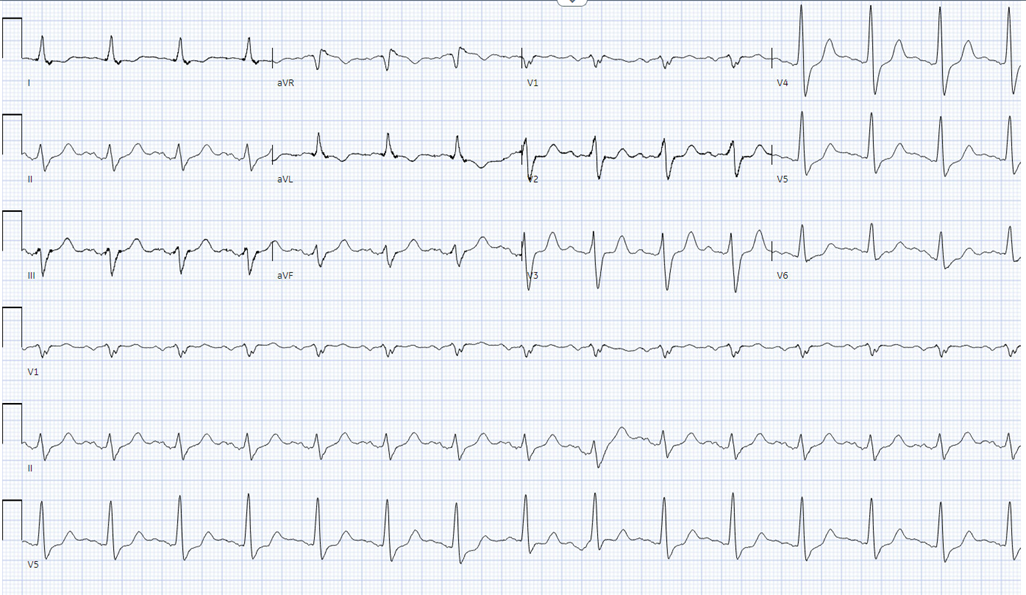 I aVR V1 V4
II aVL V2 V5
III aVF V3 V6
V1
II
V5